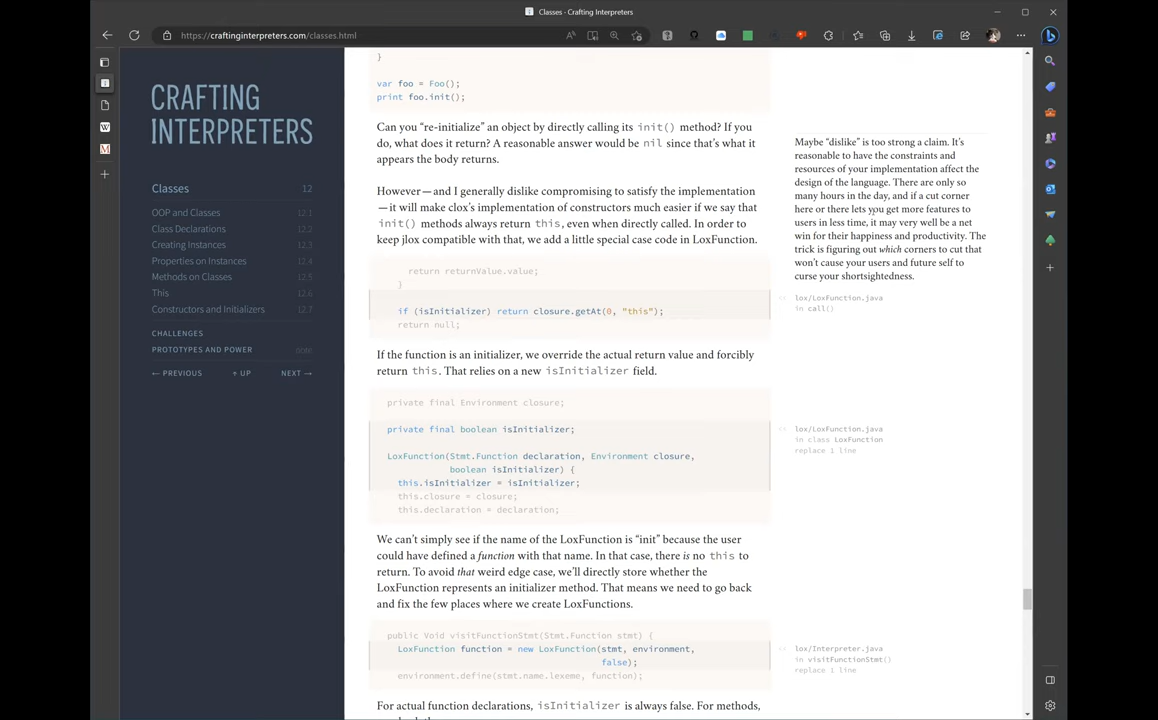 Classes - Crafting Interpreters
https://craftinginterpreters.com/classes.html
CRAFTING
INTERPRETERS
Classes 12
OOP and Classes 12.1
Class Declarations 12.2
Creating Instances 12.3
Properties on Instances 12.4
Methods on Classes 12.5
This 12.6
Constructors and Initializers 12.7
CHALLENGES
PROTOTYPES AND POWER NOTE
← PREVIOUS ↑ UP NEXT →
}
var foo = Foo();
print foo.init();
Can you “re-initialize” an object by directly calling its init() method? If you
do, what does it return? A reasonable answer would be nil since that’s what it
appears the body returns.
However—and I generally dislike compromising to satisfy the implementation
—it will make clox’s implementation of constructors much easier if we say that
init() methods always return this, even when directly called. In order to
keep jlox compatible with that, we add a little special case code in LoxFunction.
return returnValue.value;
}
if (isInitializer) return closure.getAt(0, "this");
return null;
If the function is an initializer, we override the actual return value and forcibly
return this. That relies on a new isInitializer field.
private final Environment closure;
private final boolean isInitializer;
LoxFunction(Stmt.Function declaration, Environment closure,
boolean isInitializer) {
this.isInitializer = isInitializer;
this.closure = closure;
this.declaration = declaration;
We can’t simply see if the name of the LoxFunction is “init” because the user
could have defined a function with that name. In that case, there is no this to
return. To avoid that weird edge case, we’ll directly store whether the
LoxFunction represents an initializer method. That means we need to go back
and fix the few places where we create LoxFunctions.
public Void visitFunctionStmt(Stmt.Function stmt) {
LoxFunction function = new LoxFunction(stmt, environment,
false);
environment.define(stmt.name.lexeme, function);
For actual function declarations, isInitializer is always false. For methods,
Maybe “dislike” is too strong a claim. It’s
reasonable to have the constraints and
resources of your implementation affect the
design of the language. There are only so
many hours in the day, and if a cut corner
here or there lets you get more features to
users in less time, it may very well be a net
win for their happiness and productivity. The
trick is figuring out which corners to cut that
won’t cause your users and future self to
curse your shortsightedness.
lox/LoxFunction.java
in call()
lox/LoxFunction.java
in class LoxFunction
replace 1 line
lox/Interpreter.java
in visitFunctionStmt()
replace 1 line